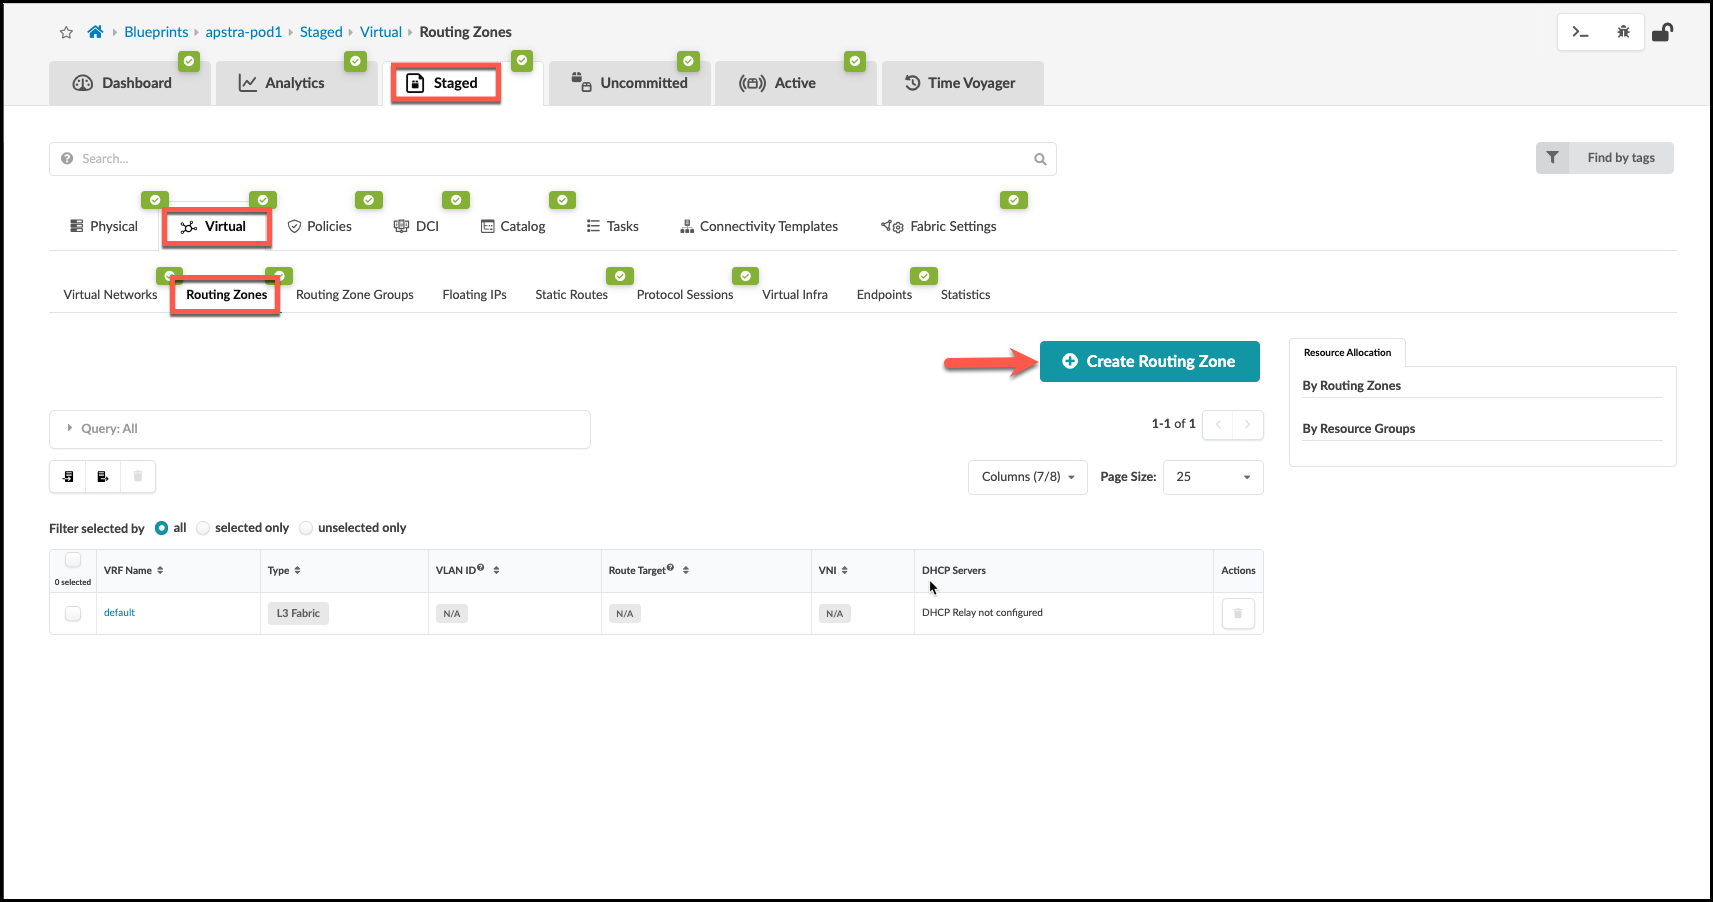 Blueprints apstra-pod1 Staged Virtual Routing Zones
Dashboard Analytics Staged Uncommitted Active Time Voyager
Search...
Find by tags
Physical Virtual Policies DCI Catalog Tasks Connectivity Templates Fabric Settings
Virtual Networks Routing Zones Routing Zone Groups Floating IPs Static Routes Protocol Sessions Virtual Infra Endpoints Statistics
Create Routing Zone
Resource Allocation
By Routing Zones
By Resource Groups
Query: All
1-1 of 1
Columns (7/8) Page Size: 25
Filter selected by all selected only unselected only
0 selected
VRF Name Type VLAN ID Route Target VNI DHCP Servers Actions
default L3 Fabric N/A N/A N/A DHCP Relay not configured